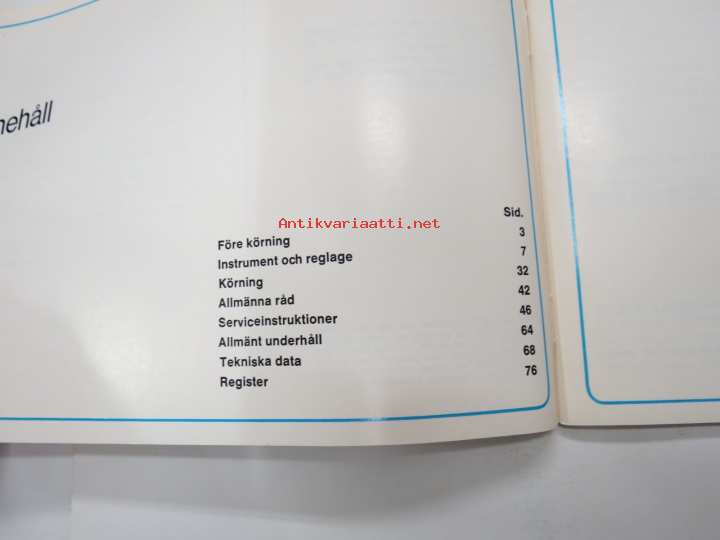 nehåll
Antikvariaatti.net
Sid.
Före körning 3
Instrument och reglage 7
Körning 32
Allmänna råd 42
Serviceinstruktioner 46
Allmänt underhåll 64
Tekniska data 68
Register 76